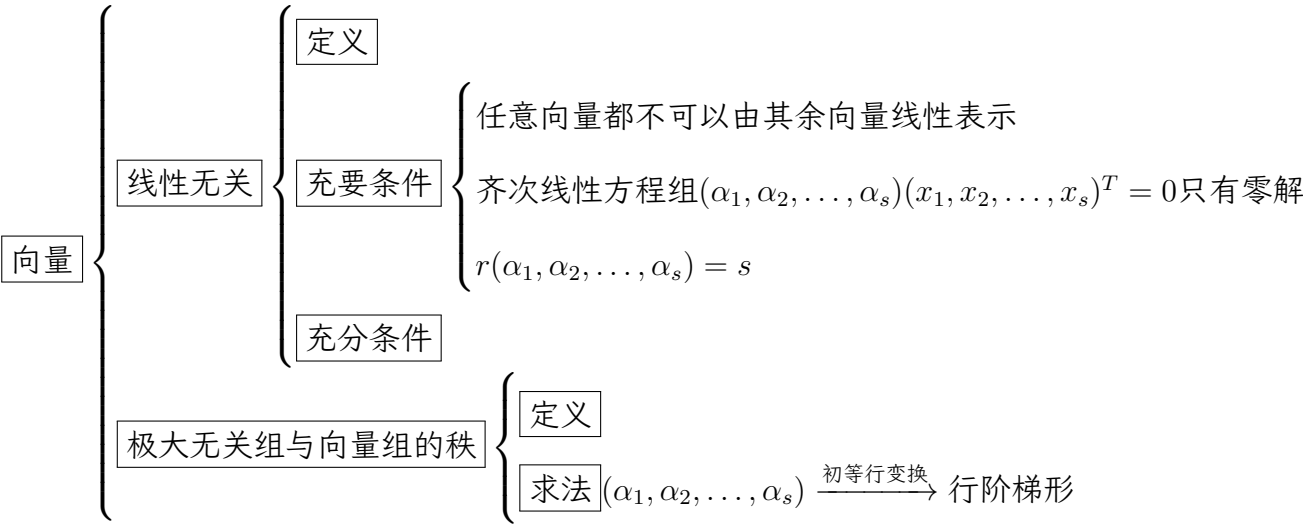 向量
线性无关
定义
充要条件
任意向量都不可以由其余向量线性表示
齐次线性方程组(α₁, α₂, . . . , αₛ)(x₁, x₂, . . . , xₛ)ᵀ = 0只有零解
r(α₁, α₂, . . . , αₛ) = s
充分条件
极大无关组与向量组的秩
定义
求法(α₁, α₂, . . . , αₛ) 初等行变换→ 行阶梯形